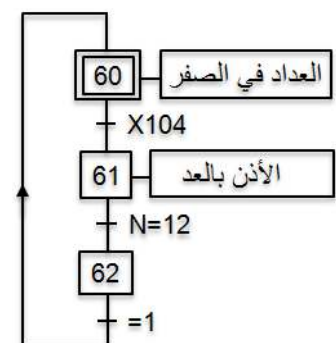 60 العداد في الصفر
X104
61 الأذن بالعد
N=12
62
=1